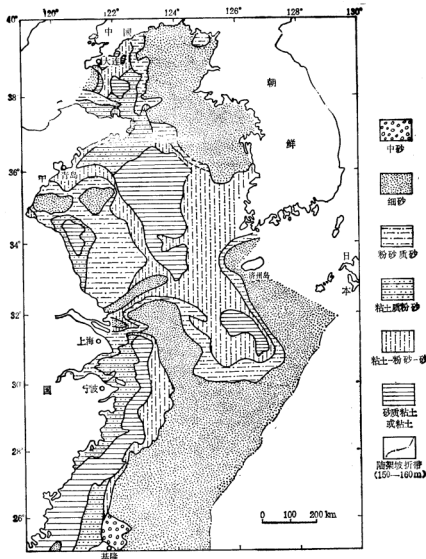 120° 122° 124° 126° 128° 130°
40°
中 国
大连
38°
朝
鲜
36°
青岛
34°
济州岛
日
本
32°
上海
30°
宁波
国
28°
26°
基隆
0 100 200 km
中砂
细砂
粉砂质砂
粘土质粉砂
粘土—粉砂—砂
砂质粘土
或粘土
陆架坡折带
(150—160m)